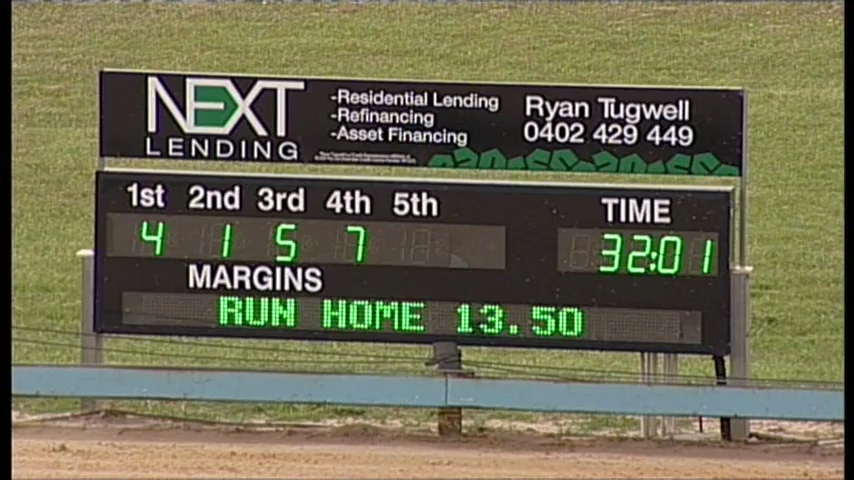 NEXT
LENDING
-Residential Lending
-Refinancing
-Asset Financing
Ryan Tugwell
0402 429 449
1st 2nd 3rd 4th 5th
TIME
4 1 5 7
32:01
MARGINS
RUN HOME 13.50